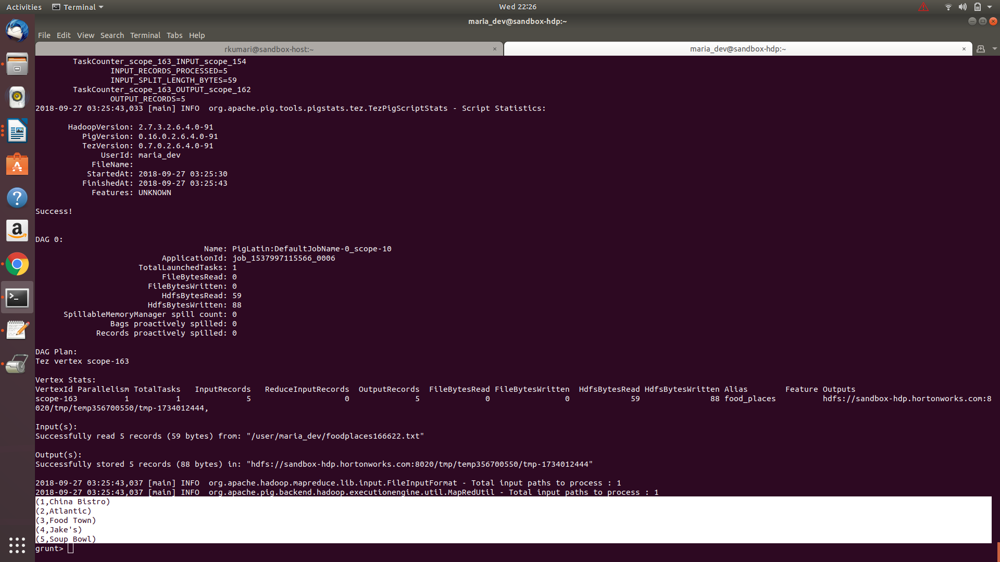 Activities Terminal Wed 22:26
maria_dev@sandbox-hdp:~
File Edit View Search Terminal Tabs Help
rkumari@sandbox-host:~ × maria_dev@sandbox-hdp:~ ×
TaskCounter_scope_163_INPUT_scope_154
INPUT_RECORDS_PROCESSED=5
INPUT_SPLIT_LENGTH_BYTES=59
TaskCounter_scope_163_OUTPUT_scope_162
OUTPUT_RECORDS=5
2018-09-27 03:25:43,033 [main] INFO  org.apache.pig.tools.pigstats.tez.TezPigScriptStats - Script Statistics:
HadoopVersion: 2.7.3.2.6.4.0-91
PigVersion: 0.16.0.2.6.4.0-91
TezVersion: 0.7.0.2.6.4.0-91
UserId: maria_dev
FileName:
StartedAt: 2018-09-27 03:25:30
FinishedAt: 2018-09-27 03:25:43
Features: UNKNOWN
Success!
DAG 0:
Name: PigLatin:DefaultJobName-0_scope-10
ApplicationId: job_1537997115566_0006
TotalLaunchedTasks: 1
FileBytesRead: 0
FileBytesWritten: 0
HdfsBytesRead: 59
HdfsBytesWritten: 88
SpillableMemoryManager spill count: 0
Bags proactively spilled: 0
Records proactively spilled: 0
DAG Plan:
Tez vertex scope-163
Vertex Stats:
VertexId Parallelism TotalTasks InputRecords ReduceInputRecords OutputRecords FileBytesRead FileBytesWritten HdfsBytesRead HdfsBytesWritten Alias Feature Outputs
scope-163 1 1 5 0 5 0 0 59 88 food_places hdfs://sandbox-hdp.hortonworks.com:8
020/tmp/temp356700550/tmp-1734012444,
Input(s):
Successfully read 5 records (59 bytes) from: "/user/maria_dev/foodplaces166622.txt"
Output(s):
Successfully stored 5 records (88 bytes) in: "hdfs://sandbox-hdp.hortonworks.com:8020/tmp/temp356700550/tmp-1734012444"
2018-09-27 03:25:43,037 [main] INFO  org.apache.hadoop.mapreduce.lib.input.FileInputFormat - Total input paths to process : 1
2018-09-27 03:25:43,037 [main] INFO  org.apache.pig.backend.hadoop.executionengine.util.MapRedUtil - Total input paths to process : 1
(1,China Bistro)
(2,Atlantic)
(3,Food Town)
(4,Jake's)
(5,Soup Bowl)
grunt>